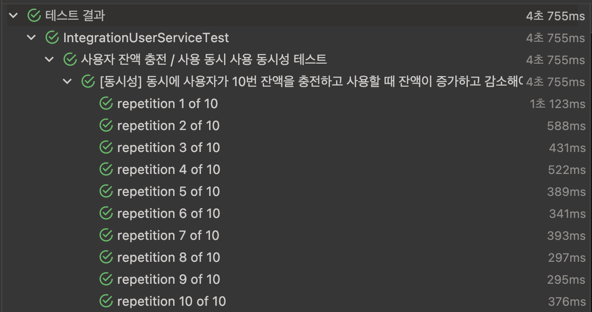 테스트 결과 4초 755ms
IntegrationUserServiceTest 4초 755ms
사용자 잔액 충전 / 사용 동시 사용 동시성 테스트 4초 755ms
[동시성] 동시에 사용자가 10번 잔액을 충전하고 사용할 때 잔액이 증가하고 감소해야 4초 755ms
repetition 1 of 10 1초 123ms
repetition 2 of 10 588ms
repetition 3 of 10 431ms
repetition 4 of 10 522ms
repetition 5 of 10 389ms
repetition 6 of 10 341ms
repetition 7 of 10 393ms
repetition 8 of 10 297ms
repetition 9 of 10 295ms
repetition 10 of 10 376ms